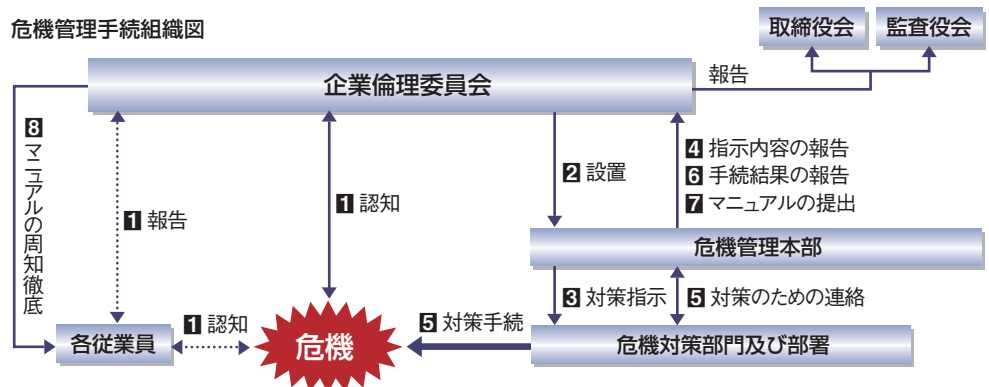 危機管理手続組織図
取締役会
監査役会
企業倫理委員会
報告
8 マニュアルの周知徹底
1 報告
1 認知
2 設置
4 指示内容の報告
6 手続結果の報告
7 マニュアルの提出
危機管理本部
3 対策指示
5 対策のための連絡
各従業員
1 認知
危機
5 対策手続
危機対策部門及び部署